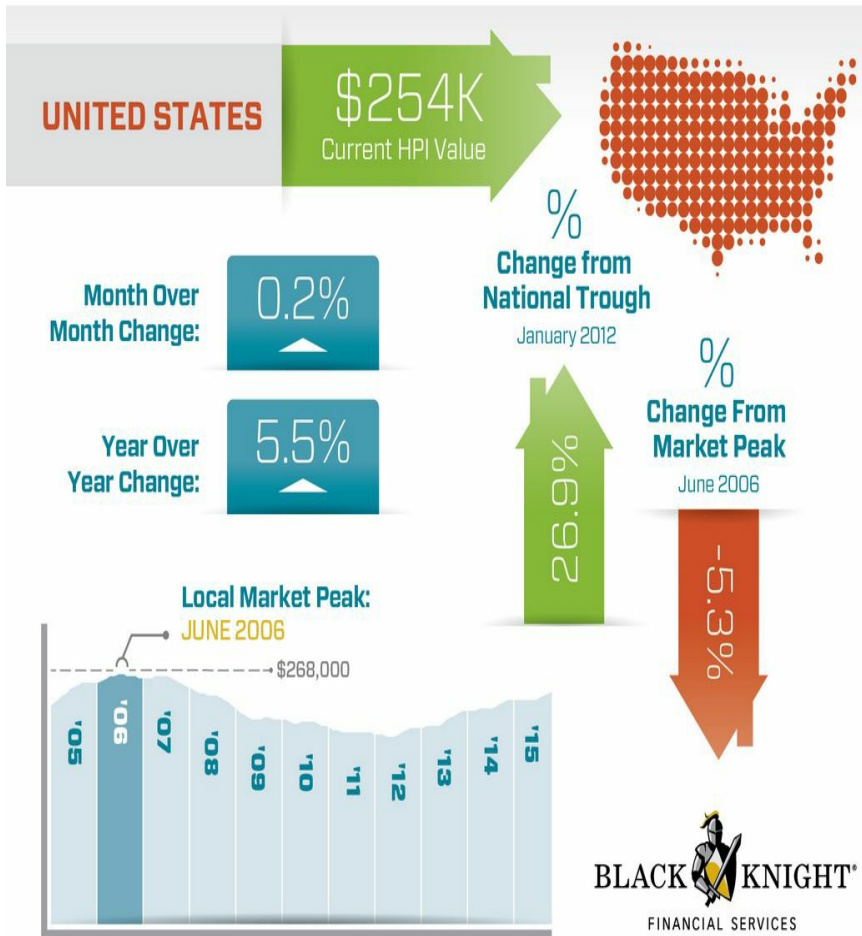 UNITED STATES
$254K
Current HPI Value
Month Over
Month Change:
0.2%
Year Over
Year Change:
5.5%
%
Change from
National Trough
January 2012
26.9%
%
Change From
Market Peak
June 2006
-5.3%
Local Market Peak:
JUNE 2006
$268,000
'05
'06
'07
'08
'09
'10
'11
'12
'13
'14
'15
BLACK KNIGHT®
FINANCIAL SERVICES